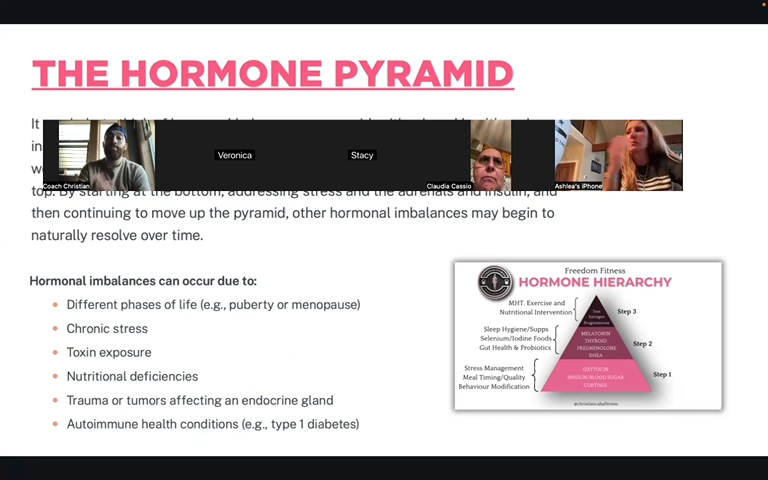 THE HORMONE PYRAMID
It
in
we
Coach Christian
Veronica
Stacy
Claudia Cassio
Ashlea's iPhone
top. By starting at the bottom, addressing stress and the adrenals and insulin, and
then continuing to move up the pyramid, other hormonal imbalances may begin to
naturally resolve over time.
Hormonal imbalances can occur due to:
Different phases of life (e.g., puberty or menopause)
Chronic stress
Toxin exposure
Nutritional deficiencies
Trauma or tumors affecting an endocrine gland
Autoimmune health conditions (e.g., type 1 diabetes)
Freedom Fitness
HORMONE HIERARCHY
MHT, Exercise and
Nutritional Intervention
Test
Estrogen
Progesterone
Step 3
Sleep Hygiene/Supps
Selenium/Iodine Foods
Gut Health & Probiotics
MELATONIN
THYROID
PREGNENOLONE
DHEA
Step 2
Stress Management
Meal Timing/Quality
Behaviour Modification
OXYTOCIN
INSULIN/BLOOD SUGAR
CORTISOL
Step 1